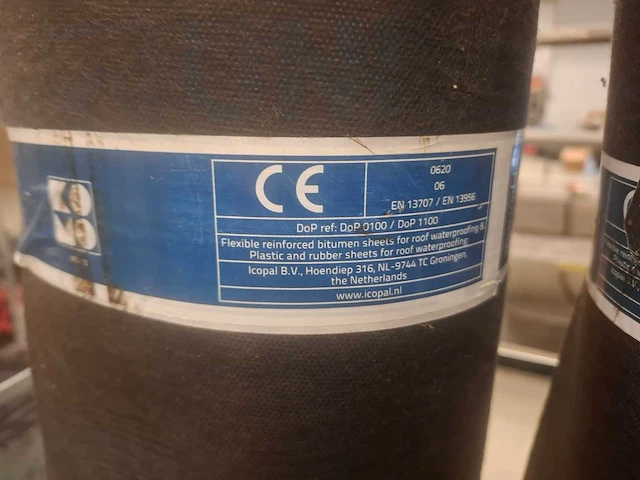 KOMO
CE
0620
06
EN 13707 / EN 13956
DoP ref: DoP 0100 / DoP 1100
Flexible reinforced bitumen sheets for roof waterproofing &
Plastic and rubber sheets for roof waterproofing
Icopal B.V., Hoendiep 316, NL-9744 TC Groningen,
the Netherlands
www.icopal.nl